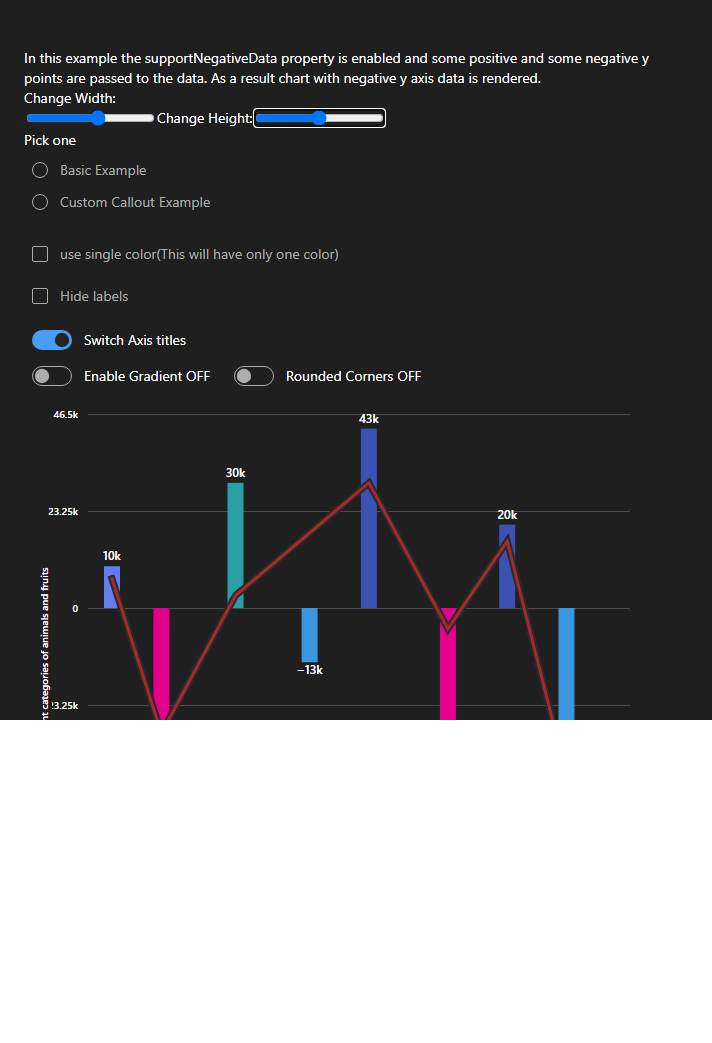 In this example the supportNegativeData property is enabled and some positive and some negative y
points are passed to the data. As a result chart with negative y axis data is rendered.
Change Width:
Change Height:
Pick one
Basic Example
Custom Callout Example
use single color(This will have only one color)
Hide labels
Switch Axis titles
Enable Gradient OFF
Rounded Corners OFF
46.5k
43k
30k
23.25k
20k
10k
0
−13k
3.25k
categories of animals and fruits